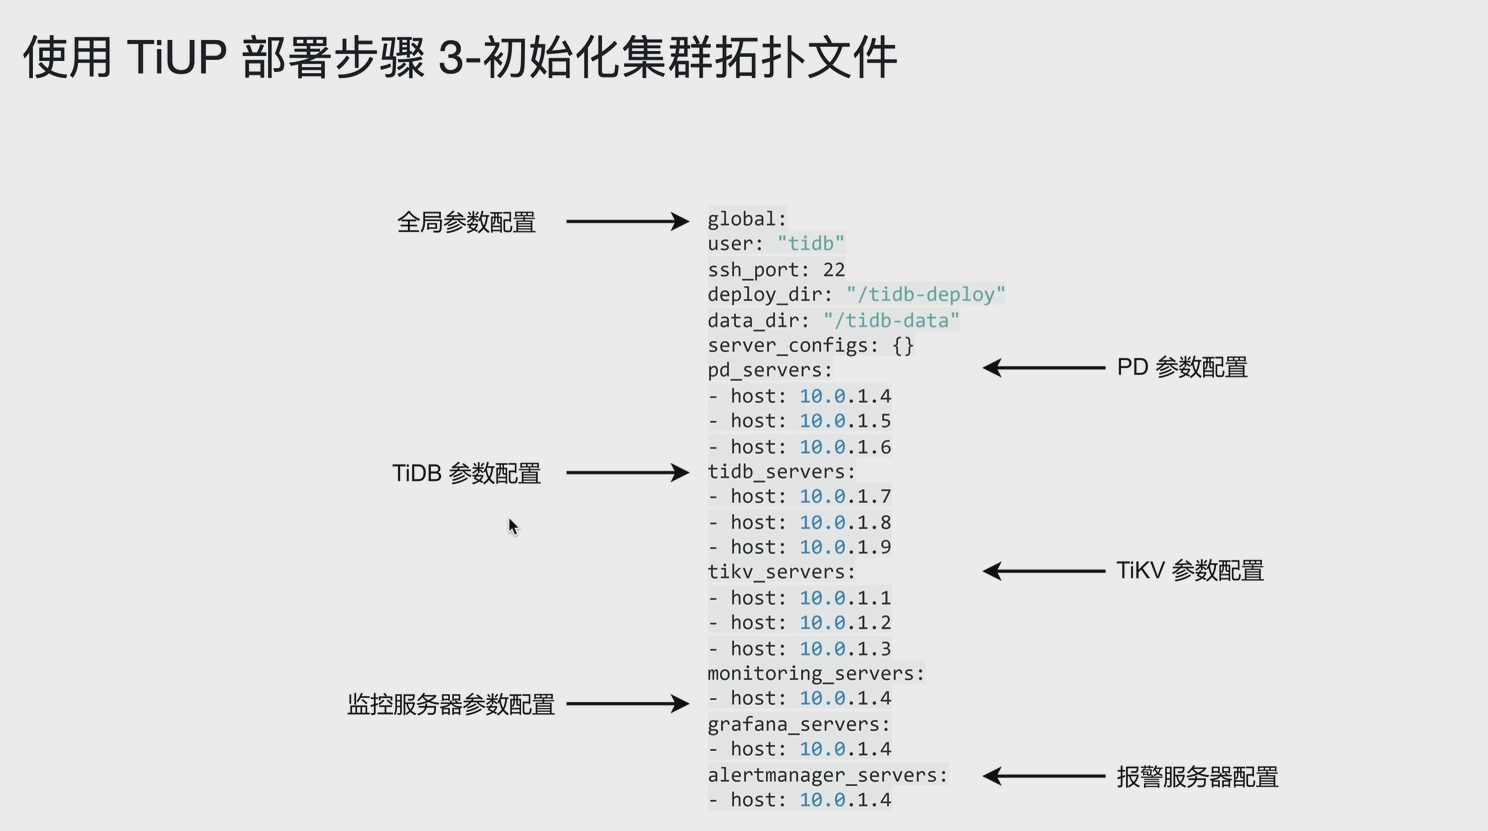 使用 TiUP 部署步骤 3-初始化集群拓扑文件
全局参数配置
global:
user: "tidb"
ssh_port: 22
deploy_dir: "/tidb-deploy"
data_dir: "/tidb-data"
server_configs: {}
pd_servers:
PD 参数配置
- host: 10.0.1.4
- host: 10.0.1.5
- host: 10.0.1.6
TiDB 参数配置
tidb_servers:
- host: 10.0.1.7
- host: 10.0.1.8
- host: 10.0.1.9
tikv_servers:
TiKV 参数配置
- host: 10.0.1.1
- host: 10.0.1.2
- host: 10.0.1.3
monitoring_servers:
监控服务器参数配置
- host: 10.0.1.4
grafana_servers:
- host: 10.0.1.4
alertmanager_servers:
报警服务器配置
- host: 10.0.1.4